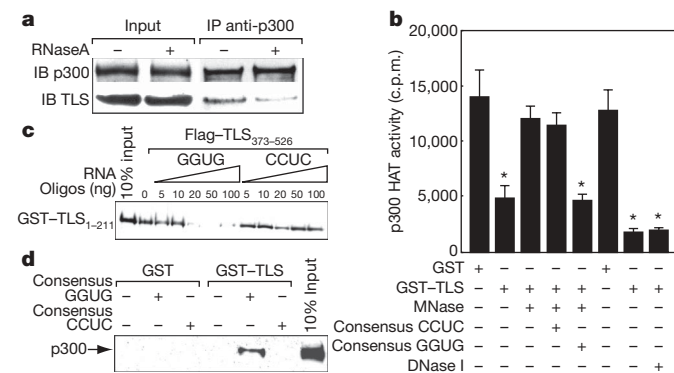 a
Input IP anti-p300
RNaseA – + – +
IB p300
IB TLS
c
Flag–TLS373–526
GGUG CCUC
RNA
Oligos (ng)
10% input
0 5 10 20 50 100 5 10 20 50 100
GST–TLS1–211
d
GST GST–TLS
Consensus
GGUG – + – – + –
Consensus
CCUC – – + – – +
10% Input
p300
b
p300 HAT activity (c.p.m.)
20,000
15,000
10,000
5,000
0
* * * *
GST + – – – – + – –
GST–TLS – + + + + – + +
MNase – – + + + – – –
Consensus CCUC – – – + – – – –
Consensus GGUG – – – – + – – –
DNase I – – – – – – – +